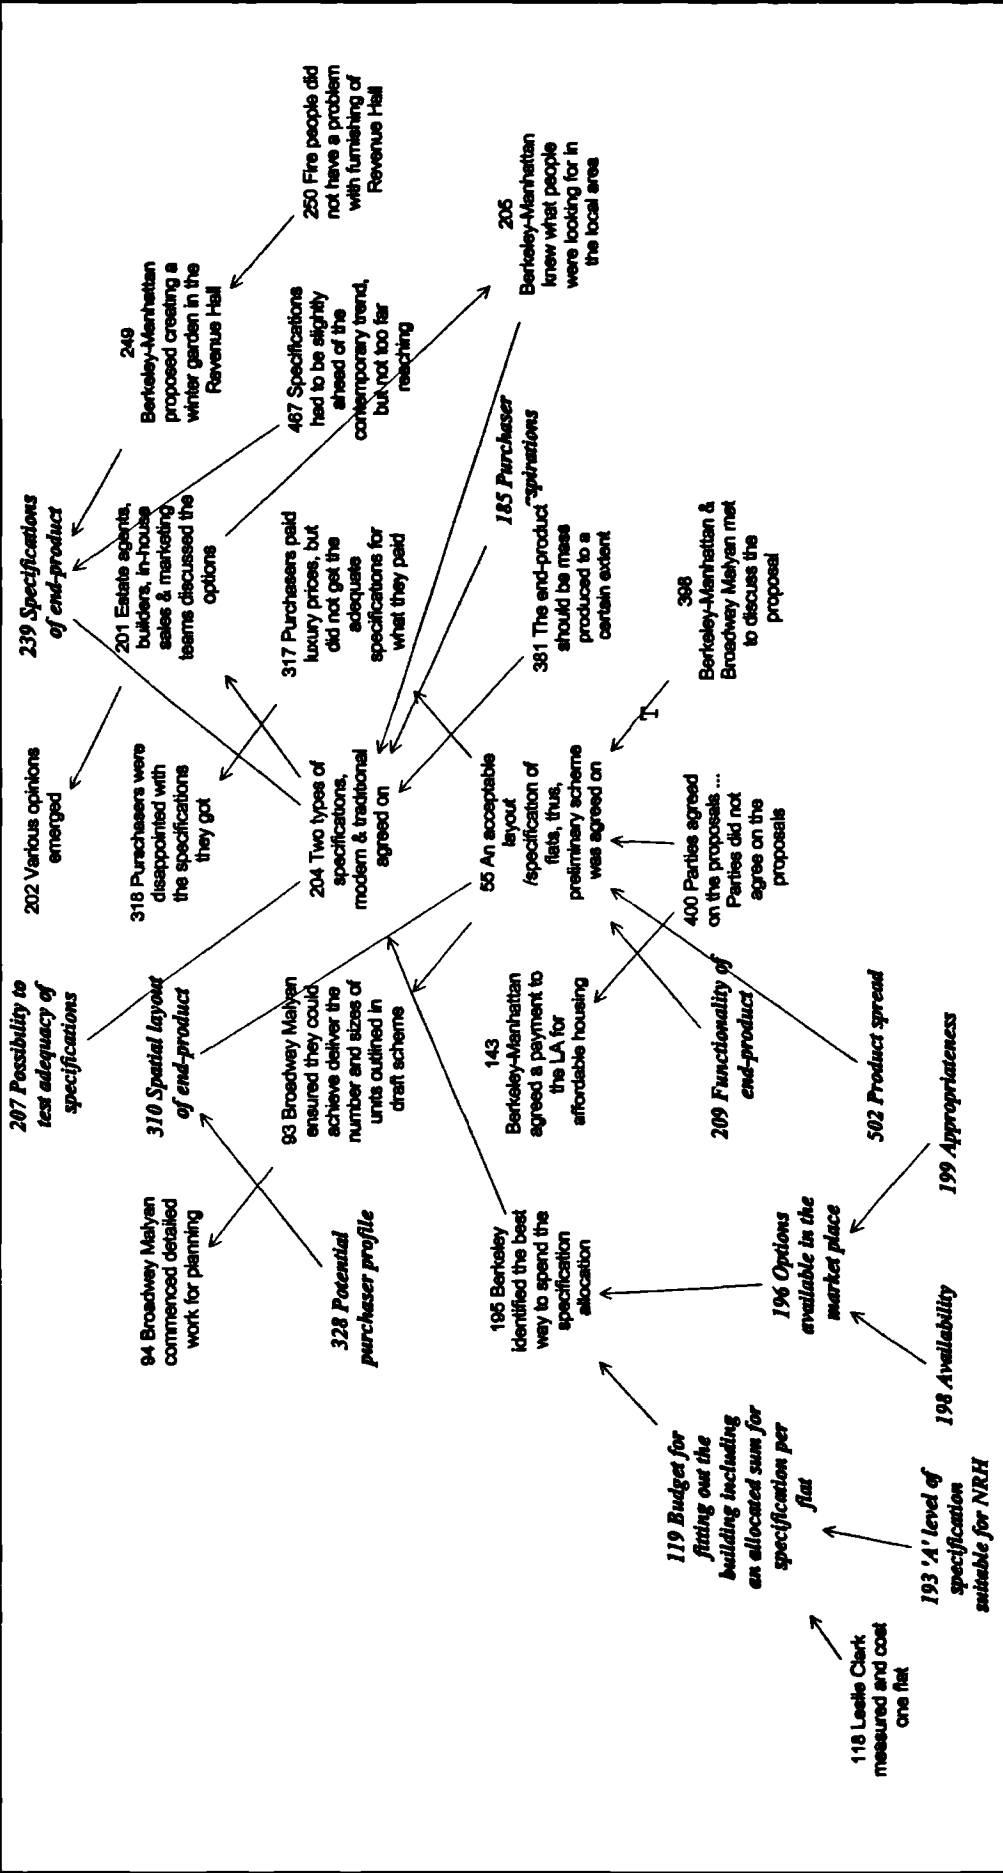 207 Possibility to
test adequacy of
specifications
202 Various opinions
emerged
239 Specifications
of end-product
249
Berkeley-Manhattan
proposed creating a
winter garden in the
Revenue Hall
250 Fire people did
not have a problem
with furnishing of
Revenue Hall
94 Broadway Malyan
commenced detailed
work for planning
310 Spatial layout
of end-product
318 Purachasers were
disappointed with
the specifications
they got
201 Estate agents,
builders, in-house
sales & marketing
teams discussed the
options
467 Specifications
had to be slightly
ahead of the
contemporary trend,
but not too far
reaching
328 Potential
purchaser profile
93 Broadway Malyan
ensured they could
achieve deliver the
number and sizes of
units outlined in
draft scheme
204 Two types of
specifications,
modern & traditional
agreed on
317 Purchasers paid
luxury prices, but
did not get the
adequate
specifications for
what they paid
195 Berkeley
identified the best
way to spend the
specification
allocation
143
Berkeley-Manhattan
agreed a payment to
the LA for
affordable housing
55 An acceptable
layout
/specification of
flats, thus,
preliminary scheme
was agreed on
185 Purchaser
206
Berkeley-Manhattan
knew what people
were looking for in
the local area
381 The end-product
should be mass
produced to a
certain extent
119 Budget for
fitting out the
building including
an allocated sum for
specification per
flat
196 Options
available in the
market place
209 Functionality of
end-product
400 Parties agreed
on the proposals ...
Parties did not
agree on the
proposals
T
398
Berkeley-Manhattan &
Broadway Malyan met
to discuss the
proposal
118 Leslie Clark
measured and cost
one flat
193 'A' level of
specification
suitable for NRH
198 Availability
199 Appropriateness
502 Product spread